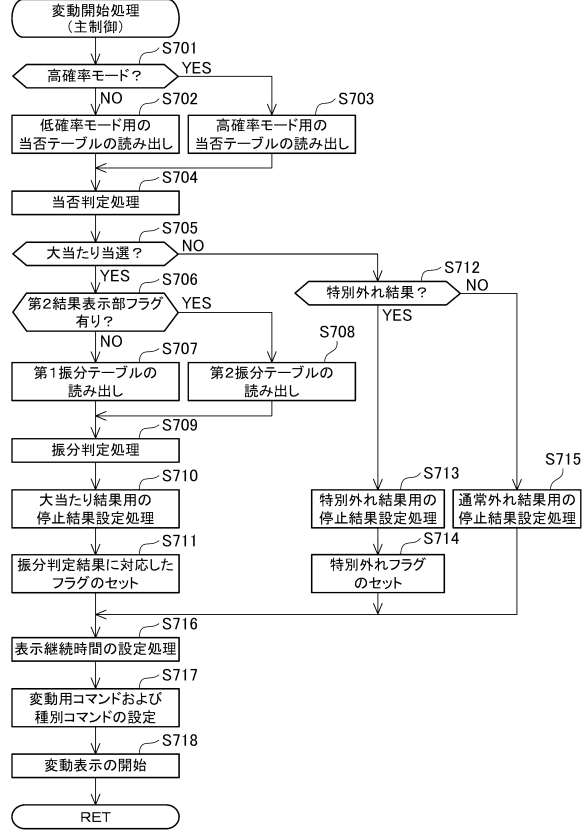 変動開始処理
(主制御)
S701
高確率モード？
YES
NO
S702
低確率モード用の
当否テーブルの読み出し
S703
高確率モード用の
当否テーブルの読み出し
S704
当否判定処理
S705
大当たり当選？
NO
YES
S706
第2結果表示部フラグ
有り？
YES
NO
S707
第1振分テーブルの
読み出し
S708
第2振分テーブルの
読み出し
S709
振分判定処理
S710
大当たり結果用の
停止結果設定処理
S711
振分判定結果に対応した
フラグのセット
S712
特別外れ結果？
NO
YES
S713
特別外れ結果用の
停止結果設定処理
S714
特別外れフラグ
のセット
S715
通常外れ結果用の
停止結果設定処理
S716
表示継続時間の設定処理
S717
変動用コマンドおよび
種別コマンドの設定
S718
変動表示の開始
RET